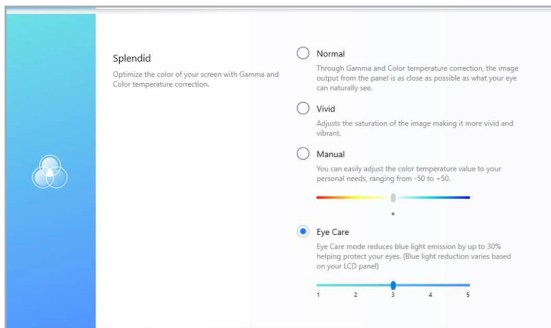 Splendid
Optimize the color of your screen with Gamma and
Color temperature correction.
Normal
Through Gamma and Color temperature correction, the image
output from the panel is as close as possible as what your eye
can naturally see.
Vivid
Adjusts the saturation of the image making it more vivid and
vibrant.
Manual
You can easily adjust the color temperature value to your
personal needs, ranging from -50 to +50.
Eye Care
Eye Care mode reduces blue light emission by up to 30%
helping protect your eyes. (Blue light reduction varies based
on your LCD panel)
1 2 3 4 5